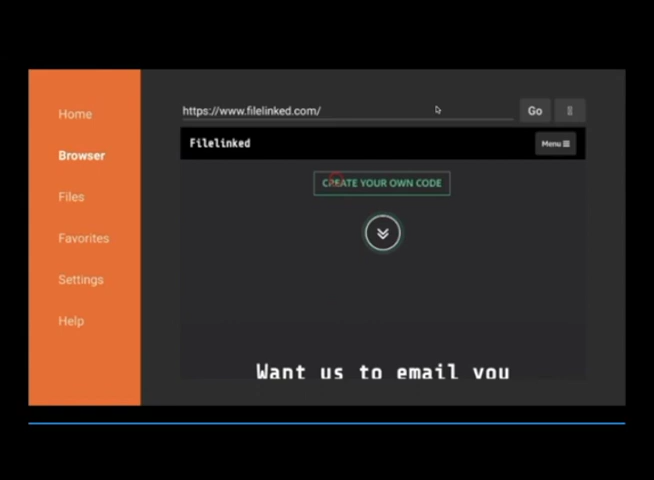 Home
Browser
Files
Favorites
Settings
Help
https://www.filelinked.com/
Go
Filelinked
Menu
CREATE YOUR OWN CODE
Want us to email you